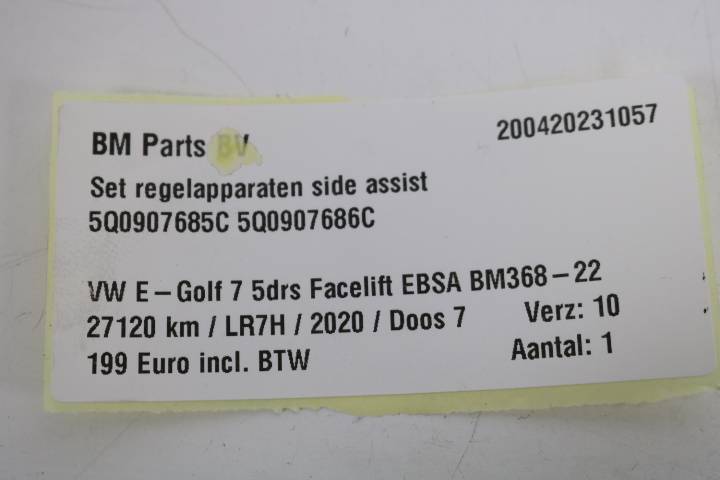 BM Parts BV
200420231057
Set regelapparaten side assist
5Q0907685C 5Q0907686C
VW E-Golf 7 5drs Facelift EBSA BM368-22
27120 km / LR7H / 2020 / Doos 7 Verz: 10
199 Euro incl. BTW Aantal: 1